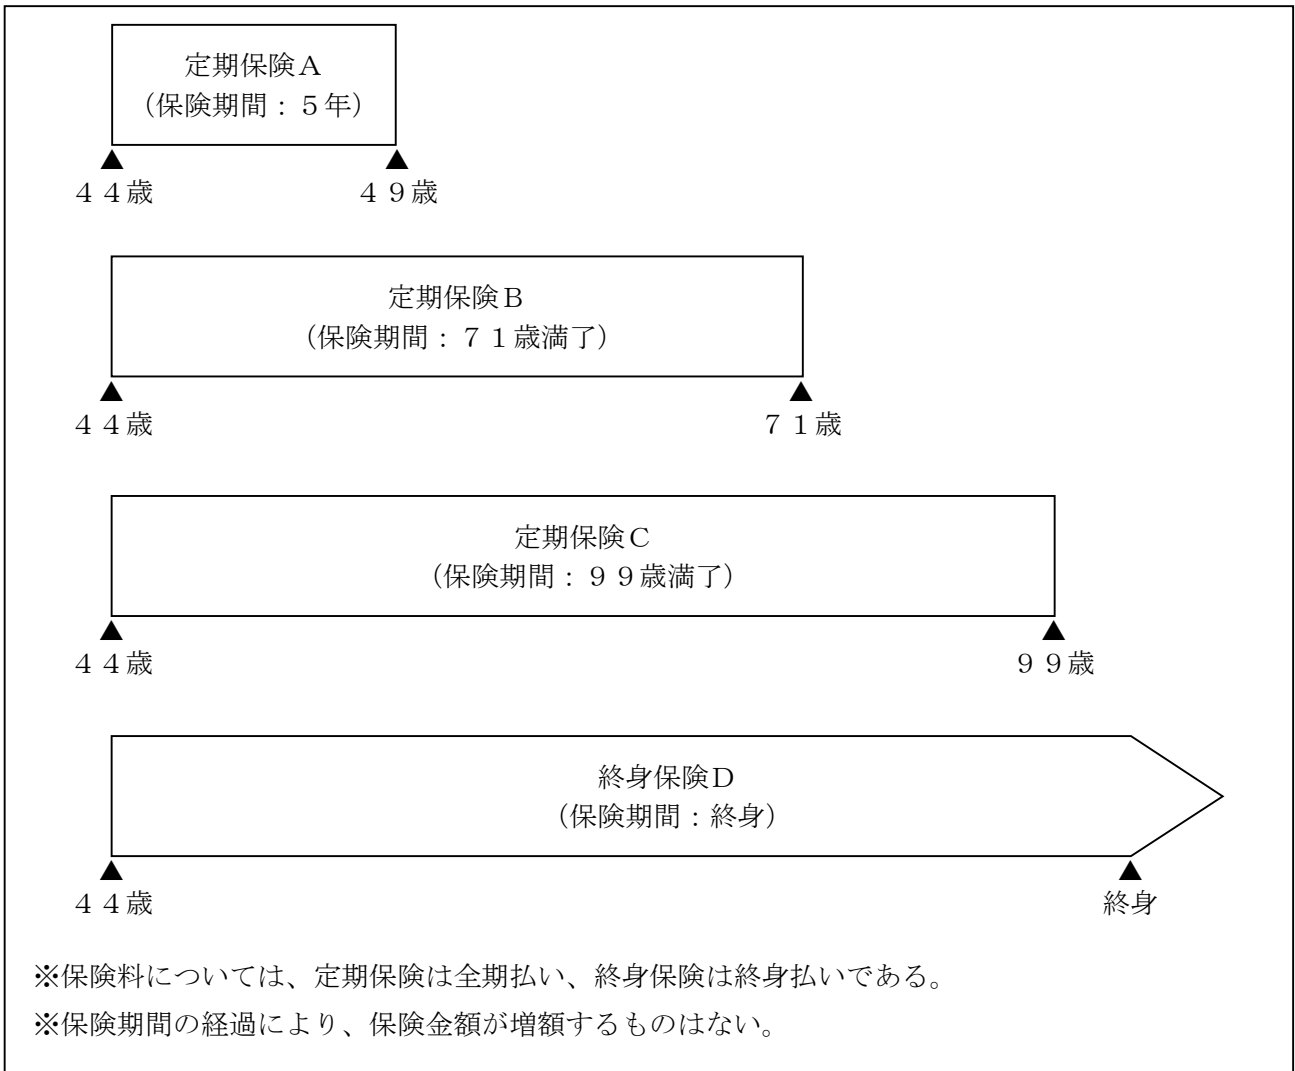 定期保険Ａ
（保険期間：５年）
▲ ▲
４４歳 ４９歳
定期保険Ｂ
（保険期間：７１歳満了）
▲ ▲
４４歳 ７１歳
定期保険Ｃ
（保険期間：９９歳満了）
▲ ▲
４４歳 ９９歳
終身保険Ｄ
（保険期間：終身）
▲ ▲
４４歳 終身
※保険料については、定期保険は全期払い、終身保険は終身払いである。
※保険期間の経過により、保険金額が増額するものはない。